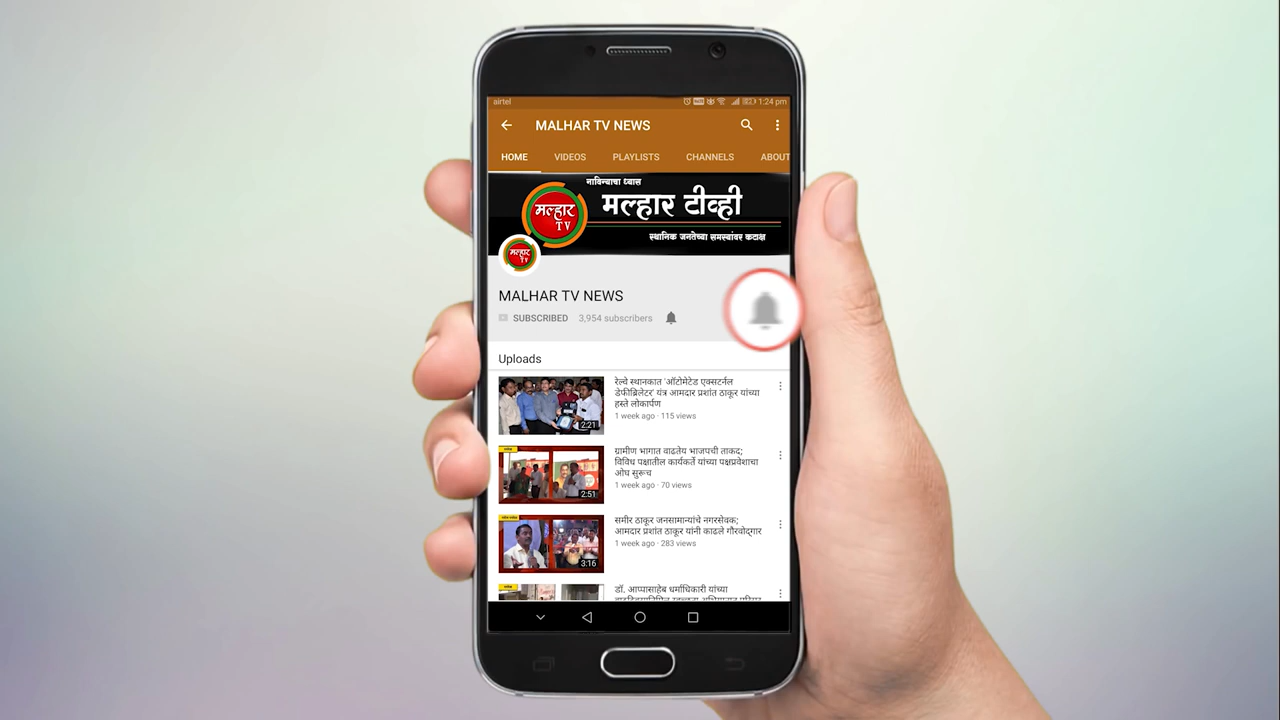 airtel 1:24 pm
MALHAR TV NEWS
HOME VIDEOS PLAYLISTS CHANNELS ABOUT
नाविन्याचा ध्यास
मल्हार टीव्ही
मल्हार
TV
स्थानिक जनतेच्या समस्यांवर कटाक्ष
मल्हार
TV
MALHAR TV NEWS
SUBSCRIBED 3,954 subscribers
Uploads
रेल्वे स्थानकात 'ऑटोमेटेड एक्सटर्नल
डेफीब्रिलेटर' यंत्र आमदार प्रशांत ठाकूर यांच्या
हस्ते लोकार्पण
1 week ago · 115 views
2:21
ग्रामीण भागात वाढतेय भाजपची ताकद;
विविध पक्षातील कार्यकर्ते यांच्या पक्षप्रवेशाचा
ओघ सुरूच
1 week ago · 70 views
2:51
समीर ठाकूर जनसामान्यांचे नगरसेवक;
आमदार प्रशांत ठाकूर यांनी काढले गौरवोद्गार
1 week ago · 283 views
3:16
डॉ. आप्पासाहेब धर्माधिकारी यांच्या